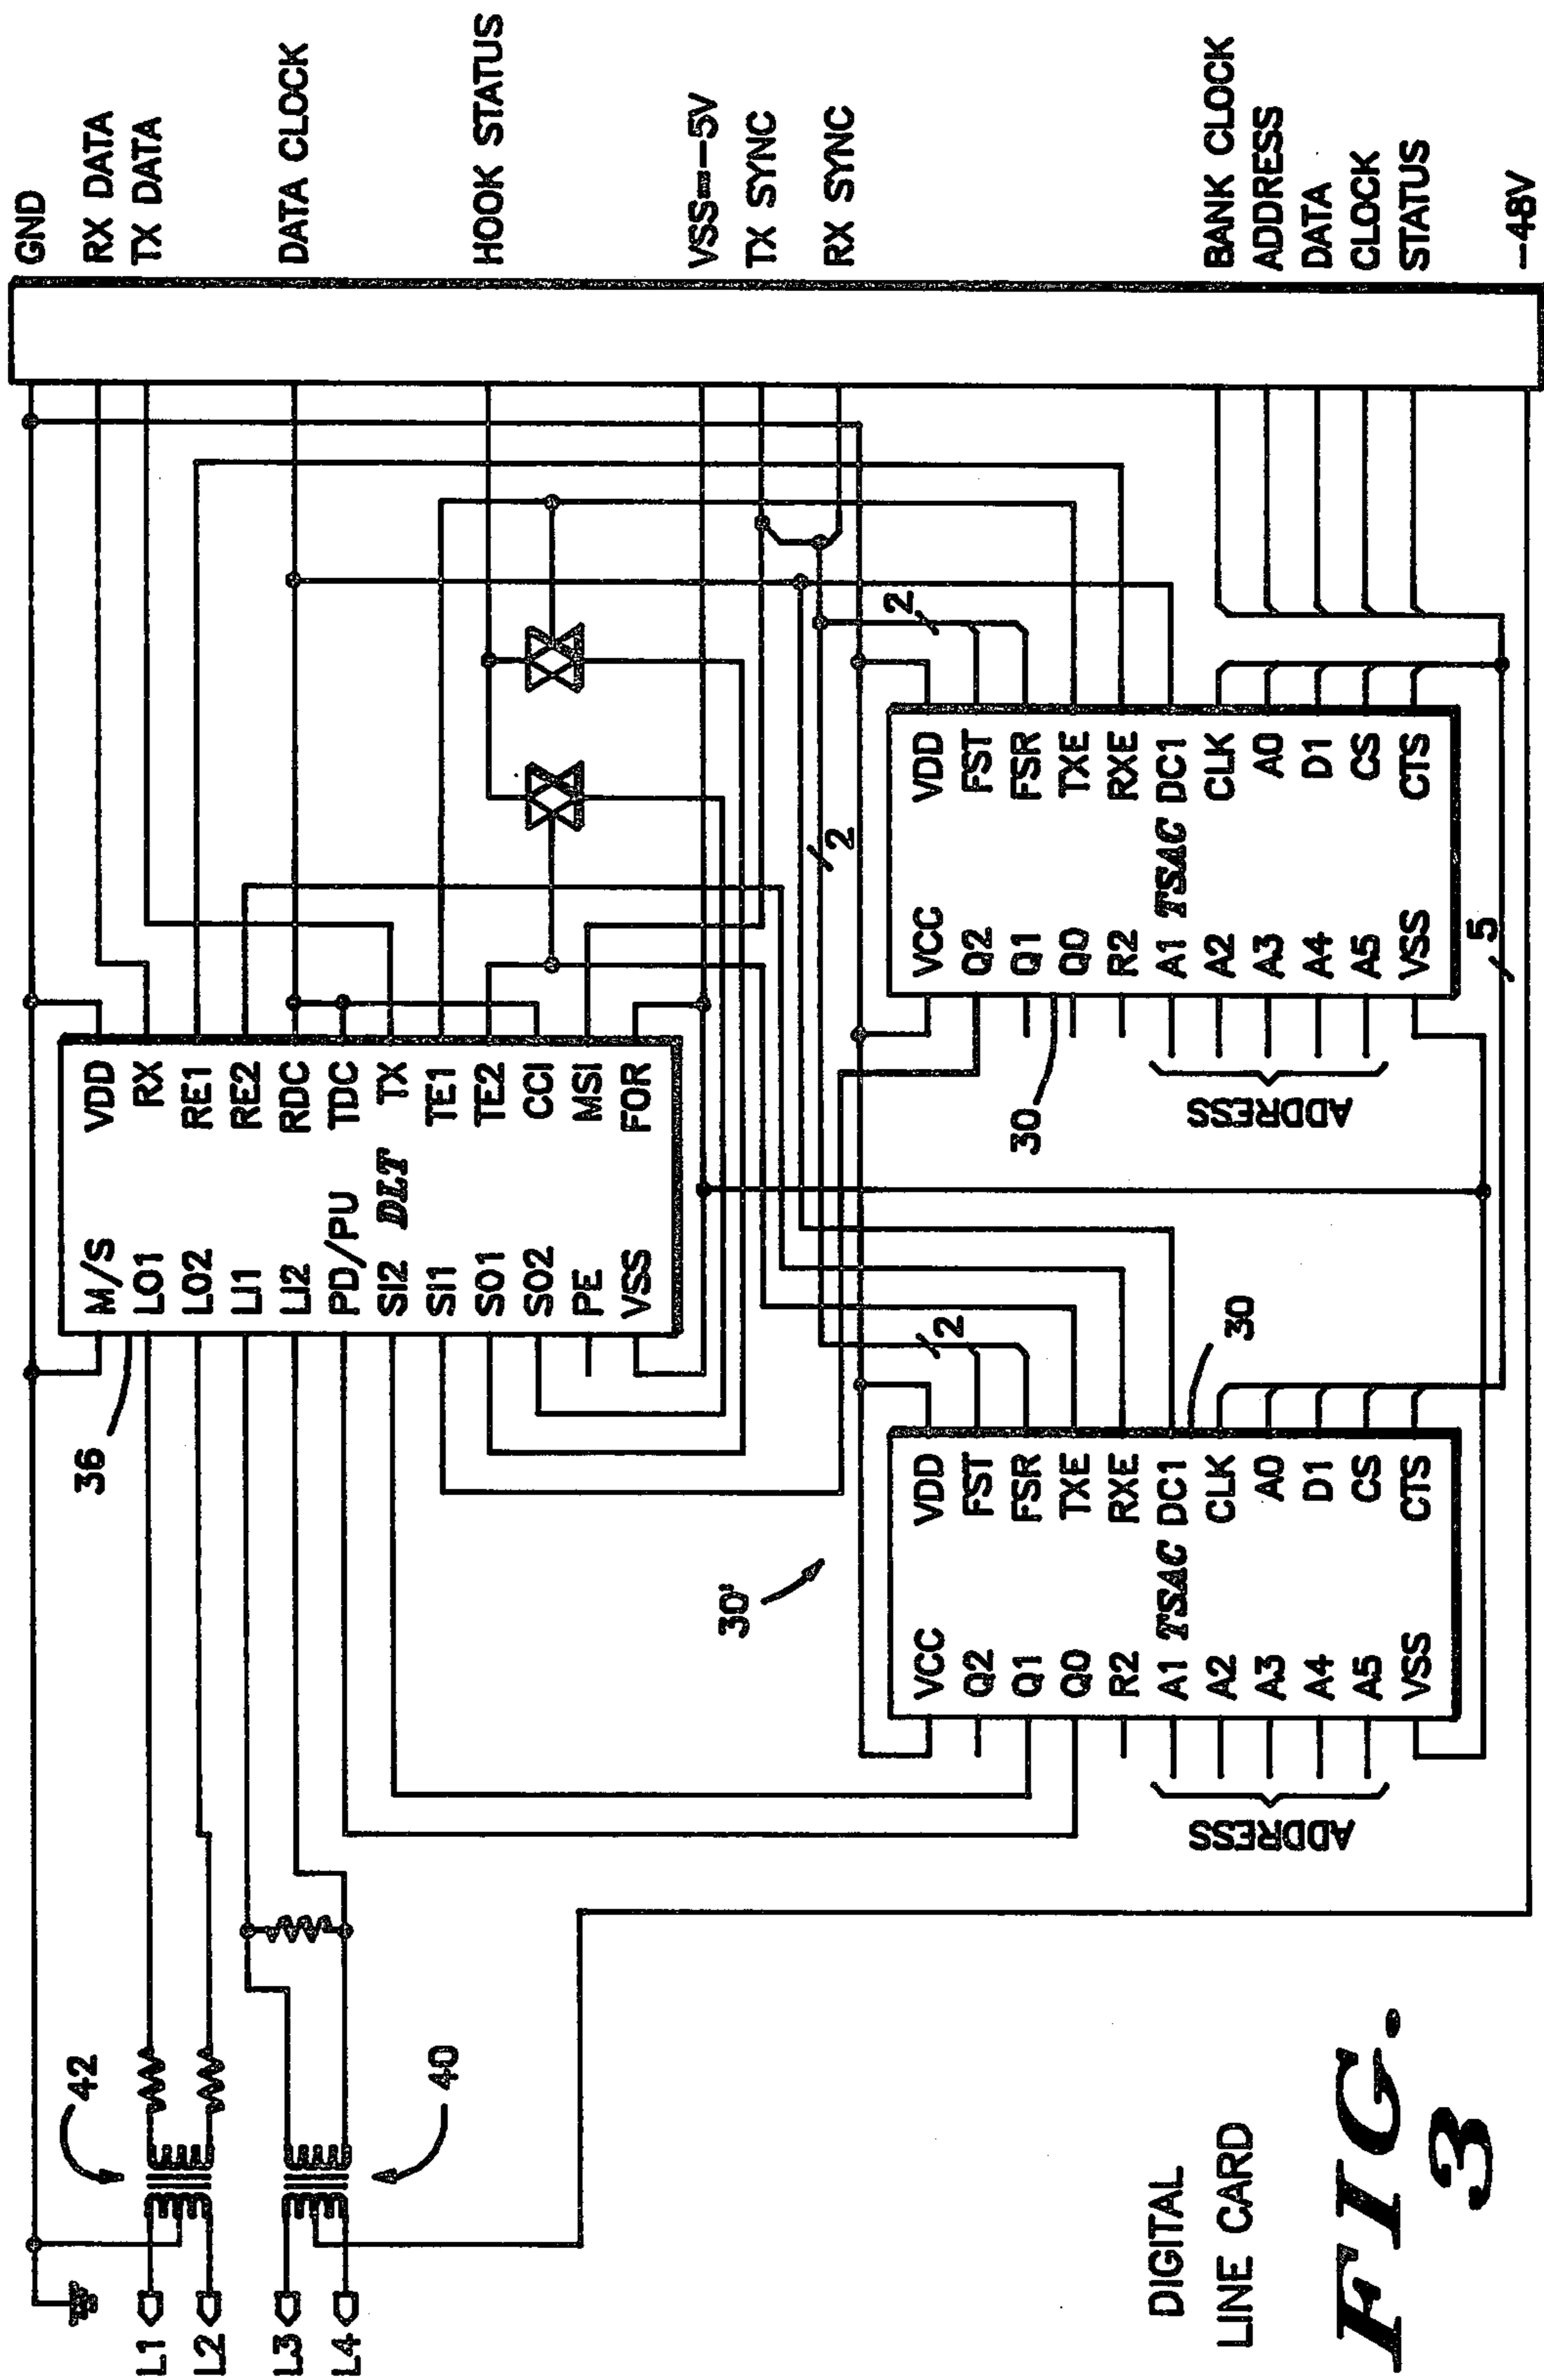 GND
RX DATA
TX DATA
DATA CLOCK
HOOK STATUS
VSS=-5V
TX SYNC
RX SYNC
BANK CLOCK
ADDRESS
DATA
CLOCK
STATUS
-48V
36
M/S
LO1
LO2
LI1
LI2
PD/PU
SI2
SI1
SO1
SO2
PE
VSS
DLT
VDD
RX
RE1
RE2
RDC
TDC
TX
TE1
TE2
CCI
MSI
FOR
42
40
L1
L2
L3
L4
30'
VCC
Q2
Q1
Q0
R2
A1
A2
A3
A4
A5
VSS
TSAC
VDD
FST
FSR
TXE
RXE
DC1
CLK
A0
D1
CS
CTS
ADDRESS
30
2
VCC
Q2
Q1
Q0
R2
A1
A2
A3
A4
A5
VSS
TSAC
VDD
FST
FSR
TXE
RXE
DC1
CLK
A0
D1
CS
CTS
ADDRESS
30
2
2
5
DIGITAL
LINE CARD
FIG.
3